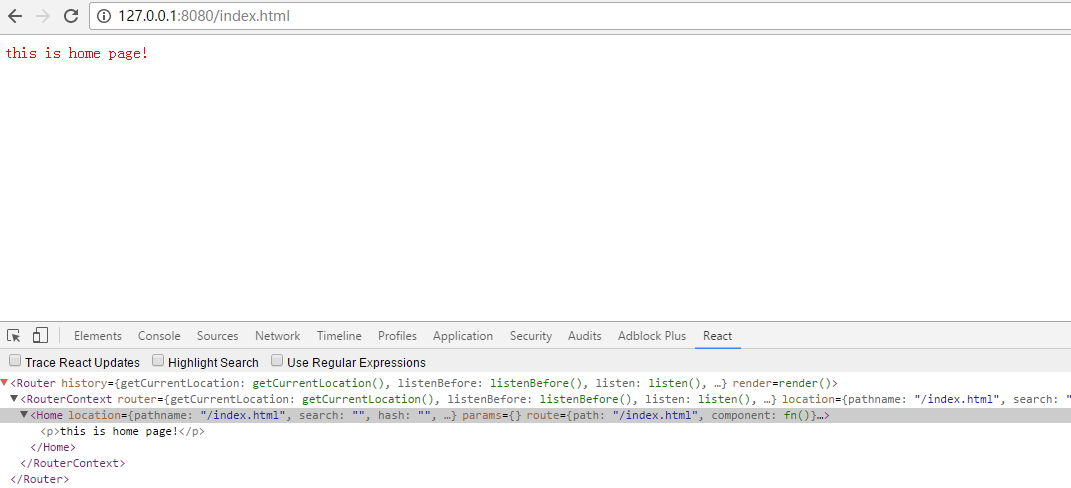 127.0.0.1:8080/index.html
this is home page!
Elements Console Sources Network Timeline Profiles Application Security Audits Adblock Plus React
Trace React Updates Highlight Search Use Regular Expressions
<Router history={getCurrentLocation: getCurrentLocation(), listenBefore: listenBefore(), listen: listen(), …} render=render()>
<RouterContext router={getCurrentLocation: getCurrentLocation(), listenBefore: listenBefore(), listen: listen(), …} location={pathname: "/index.html", search: "
<Home location={pathname: "/index.html", search: "", hash: "", …} params={} route={path: "/index.html", component: fn()}…>
<p>this is home page!</p>
</Home>
</RouterContext>
</Router>